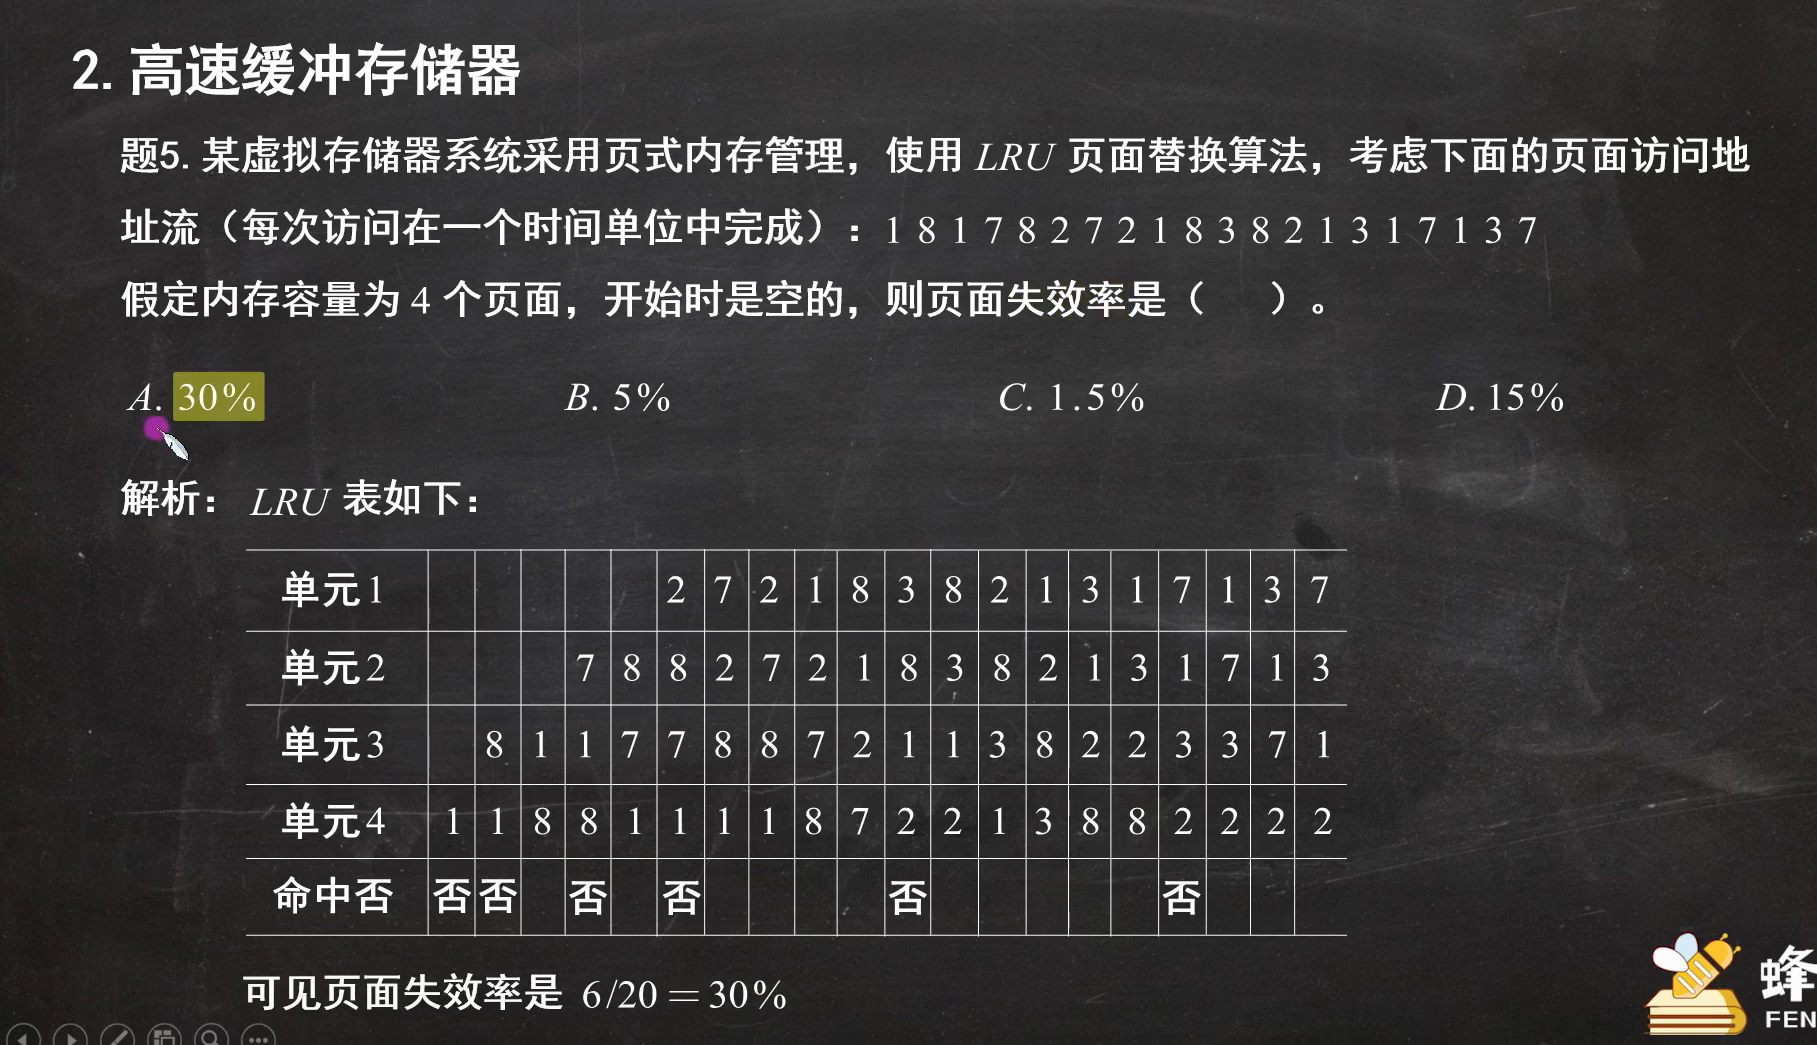 2. 高速缓冲存储器
题5. 某虚拟存储器系统采用页式内存管理，使用 LRU 页面替换算法，考虑下面的页面访问地
址流（每次访问在一个时间单位中完成）：1 8 1 7 8 2 7 2 1 8 3 8 2 1 3 1 7 1 3 7
假定内存容量为 4 个页面，开始时是空的，则页面失效率是（ ）。
A. 30% B. 5% C. 1.5% D. 15%
解析： LRU 表如下：
单元1 2 7 2 1 8 3 8 2 1 3 1 7 1 3 7
单元2 7 8 8 2 7 2 1 8 3 8 2 1 3 1 7 1 3
单元3 8 1 1 7 7 8 8 7 2 1 1 3 8 2 2 3 3 7 1
单元4 1 1 8 8 1 1 1 1 8 7 2 2 1 3 8 8 2 2 2 2
命中否 否 否 否 否 否 否
可见页面失效率是 6/20＝30%
蜂
FEN